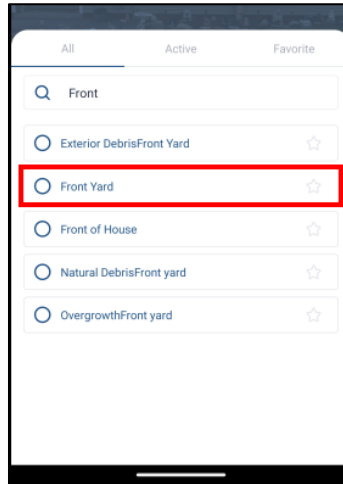 All Active Favorite
Front
Exterior DebrisFront Yard
Front Yard
Front of House
Natural DebrisFront yard
OvergrowthFront yard